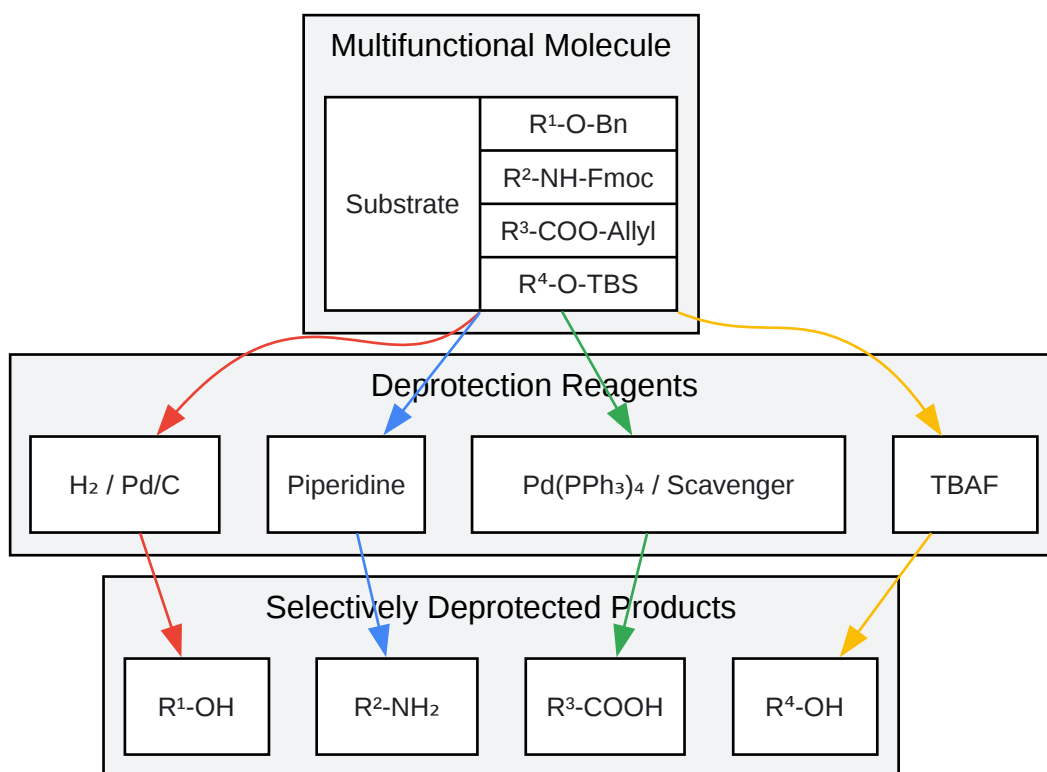 Multifunctional Molecule
Substrate
R¹-O-Bn
R²-NH-Fmoc
R³-COO-Allyl
R⁴-O-TBS
Deprotection Reagents
H₂ / Pd/C
Piperidine
Pd(PPh₃)₄ / Scavenger
TBAF
Selectively Deprotected Products
R¹-OH
R²-NH₂
R³-COOH
R⁴-OH